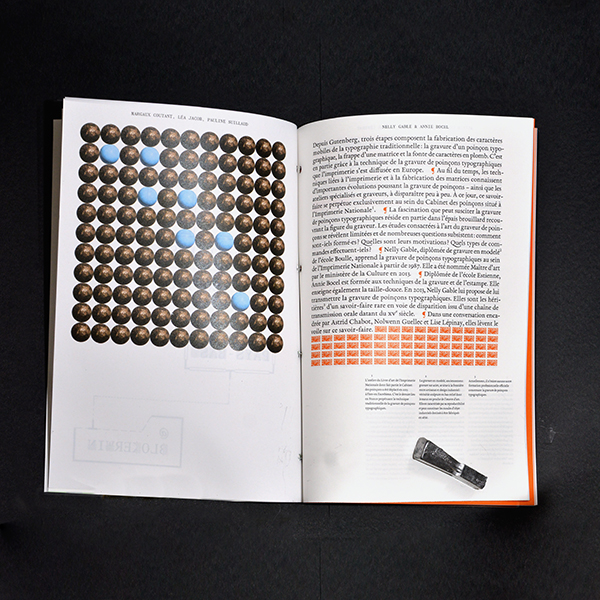 MARGAUX COUTANT, LÉA JACOB, PAULINE RUILLARD
NELLY GABLE & ANNIE BOCEL
Depuis Gutenberg, trois étapes composent la fabrication des caractères
mobiles de la typographie traditionnelle : la gravure d’un poinçon typo-
graphique, la frappe d’une matrice et la fonte de caractères en plomb. C’est
en partie grâce à la technique de la gravure de poinçons typographiques
que l’imprimerie s’est diffusée en Europe. ¶ Au fil du temps, les tech-
niques liées à l’imprimerie et à la fabrication des matrices connaissent
d’importantes évolutions poussant la gravure de poinçon – ainsi que les
ateliers spécialisés et graveurs, à disparaître peu à peu. À ce jour, ce savoir-
faire se perpétue exclusivement au sein du Cabinet des poinçons situé à
l’Imprimerie Nationale¹. ¶ La fascination que peut susciter la gravure
de poinçons typographiques réside en partie dans l’épais brouillard recou-
vrant la figure du graveur. Les études consacrées à l’art du graveur de poin-
çons se révèlent limitées et de nombreuses questions subsistent : comment
sont-iels formé·es ? Quelles sont leurs motivations ? Quels types de com-
mandes effectuent-iels ? ¶ Nelly Gable, diplômée de gravure en modelé²
de l’école Boulle, apprend la gravure de poinçons typographiques au sein
de l’Imprimerie Nationale à partir de 1987. Elle a été nommée Maître d’art
par le ministère de la Culture en 2013. ¶ Diplômée de l’école Estienne,
Annie Bocel est formée aux techniques de la gravure et de l’estampe. Elle
enseigne également la taille-douce. En 2013, Nelly Gable lui propose de lui
transmettre la gravure de poinçons typographiques. Elles sont les héri-
tières³ d’un savoir-faire rare en voie de disparition issu d’une chaîne de
transmission orale datant du XVᵉ siècle. ¶ Dans une conversation enca-
drée par Astrid Chabot, Nolwenn Guellec et Lise Lépinay, elles lèvent le
voile sur ce savoir-faire.